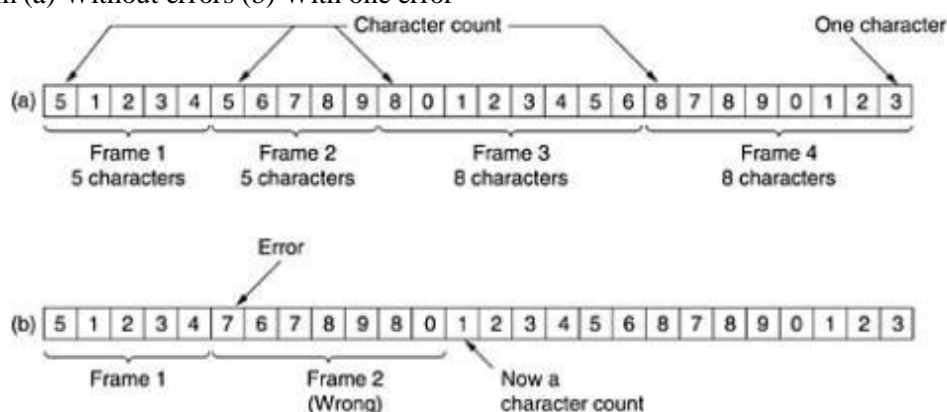 (a) Without errors (b) With one error
Character count
One character
(a) 5 1 2 3 4 5 6 7 8 9 8 0 1 2 3 4 5 6 8 7 8 9 0 1 2 3
Frame 1
5 characters
Frame 2
5 characters
Frame 3
8 characters
Frame 4
8 characters
Error
(b) 5 1 2 3 4 7 6 7 8 9 8 0 1 2 3 4 5 6 8 7 8 9 0 1 2 3
Frame 1
Frame 2
(Wrong)
Now a
character count